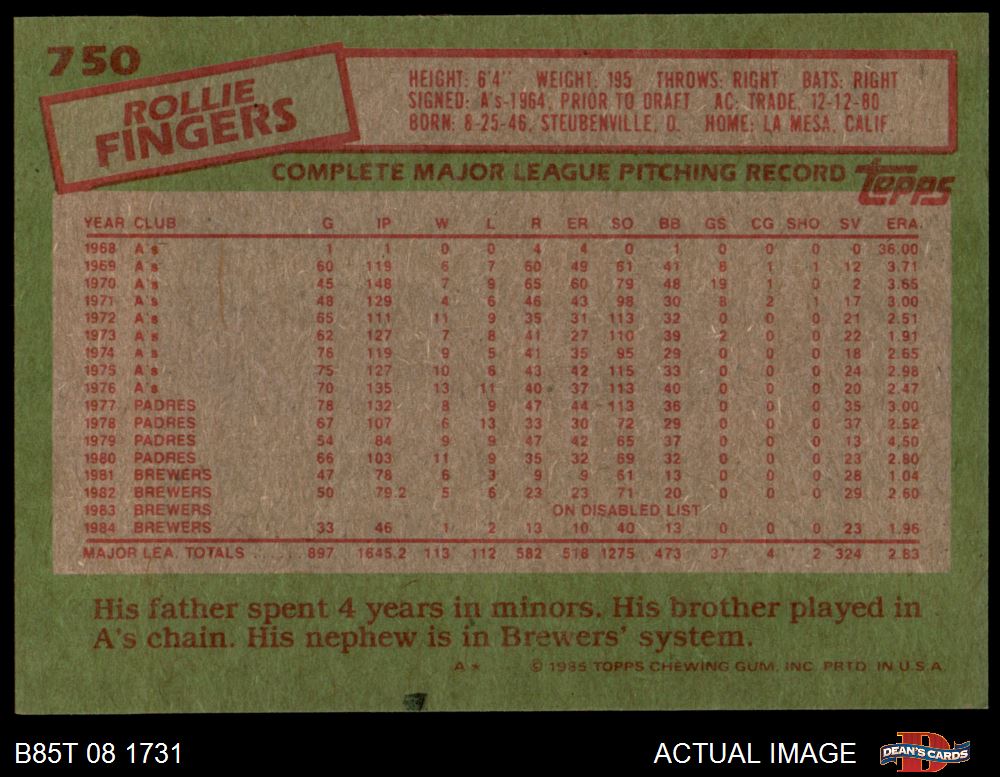 750
ROLLIE
FINGERS
HEIGHT: 6'4" WEIGHT: 195 THROWS: RIGHT BATS: RIGHT
SIGNED: A's-1964, PRIOR TO DRAFT AC: TRADE, 12-12-80
BORN: 8-25-46, STEUBENVILLE, O. HOME: LA MESA, CALIF.
COMPLETE MAJOR LEAGUE PITCHING RECORD topps
YEAR CLUB G IP W L R ER SO BB GS CG SHO SV ERA
1968 A's 1 1 0 0 4 4 0 1 0 0 0 0 36.00
1969 A's 60 119 6 7 60 49 61 41 8 1 1 12 3.71
1970 A's 45 148 7 9 65 60 79 48 19 1 0 2 3.65
1971 A's 48 129 4 6 46 43 98 30 8 2 1 17 3.00
1972 A's 65 111 11 9 35 31 113 32 0 0 0 21 2.51
1973 A's 62 127 7 8 41 27 110 39 2 0 0 22 1.91
1974 A's 76 119 9 5 41 35 95 29 0 0 0 18 2.65
1975 A's 75 127 10 6 43 42 115 33 0 0 0 24 2.98
1976 A's 70 135 13 11 40 37 113 40 0 0 0 20 2.47
1977 PADRES 78 132 8 9 47 44 113 36 0 0 0 35 3.00
1978 PADRES 67 107 6 13 33 30 72 29 0 0 0 37 2.52
1979 PADRES 54 84 9 9 47 42 65 37 0 0 0 13 4.50
1980 PADRES 66 103 11 9 35 32 69 32 0 0 0 23 2.80
1981 BREWERS 47 78 6 3 9 9 61 13 0 0 0 28 1.04
1982 BREWERS 50 79.2 5 6 23 23 71 20 0 0 0 29 2.60
1983 BREWERS ON DISABLED LIST
1984 BREWERS 33 46 1 2 13 10 40 13 0 0 0 23 1.96
MAJOR LEA. TOTALS ...... 897 1645.2 113 112 582 518 1275 473 37 4 2 324 2.83
His father spent 4 years in minors. His brother played in
A's chain. His nephew is in Brewers' system.
A* © 1985 TOPPS CHEWING GUM, INC. PRTD. IN U.S.A.
B85T 08 1731 ACTUAL IMAGE D DEAN'S CARDS